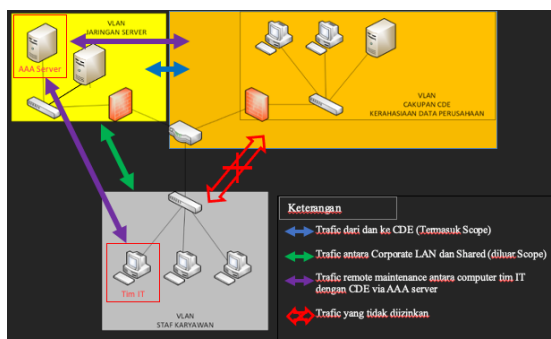 VLAN
JARINGAN SERVER
AAA Server
VLAN
CAKUPAN CDE
KERAHASIAAN DATA PERUSAHAAN
Tim IT
VLAN
STAF KARYAWAN
Keterangan
Trafic dari dan ke CDE (Termasuk Scope)
Trafic antara Corporate LAN dan Shared (diluar Scope)
Trafic remote maintenance antara computer tim IT
dengan CDE via AAA server
Trafic yang tidak diizinkan